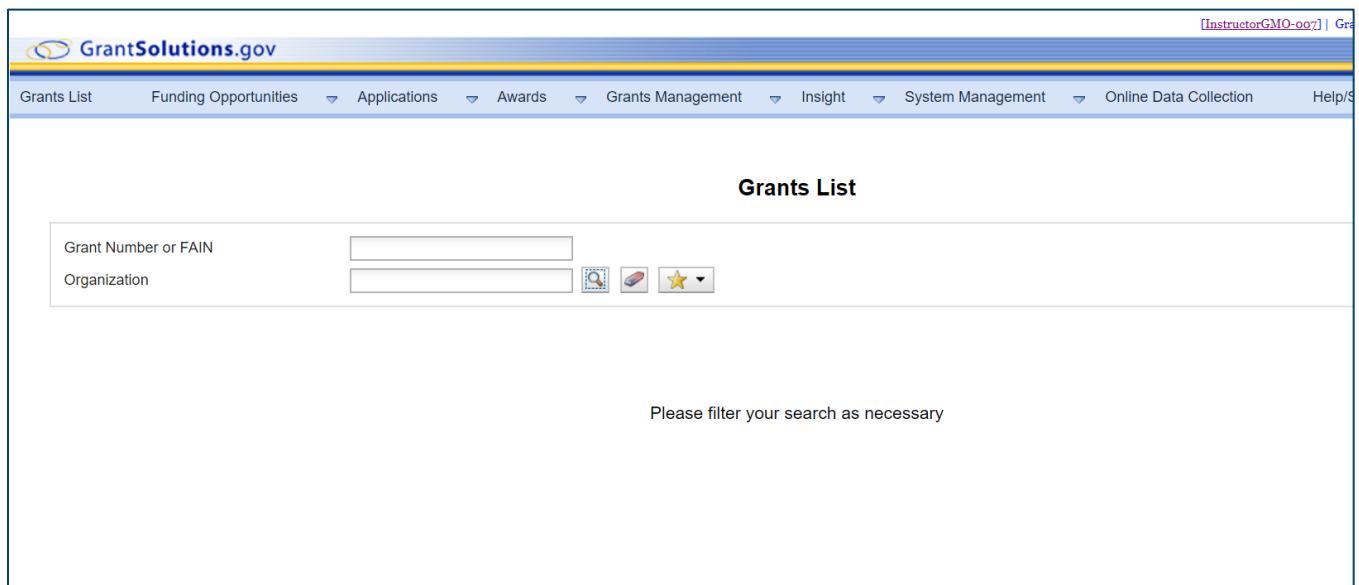 [InstructorGMO-007] | Gra
GrantSolutions.gov
Grants List Funding Opportunities Applications Awards Grants Management Insight System Management Online Data Collection Help/S
Grants List
Grant Number or FAIN
Organization
Please filter your search as necessary